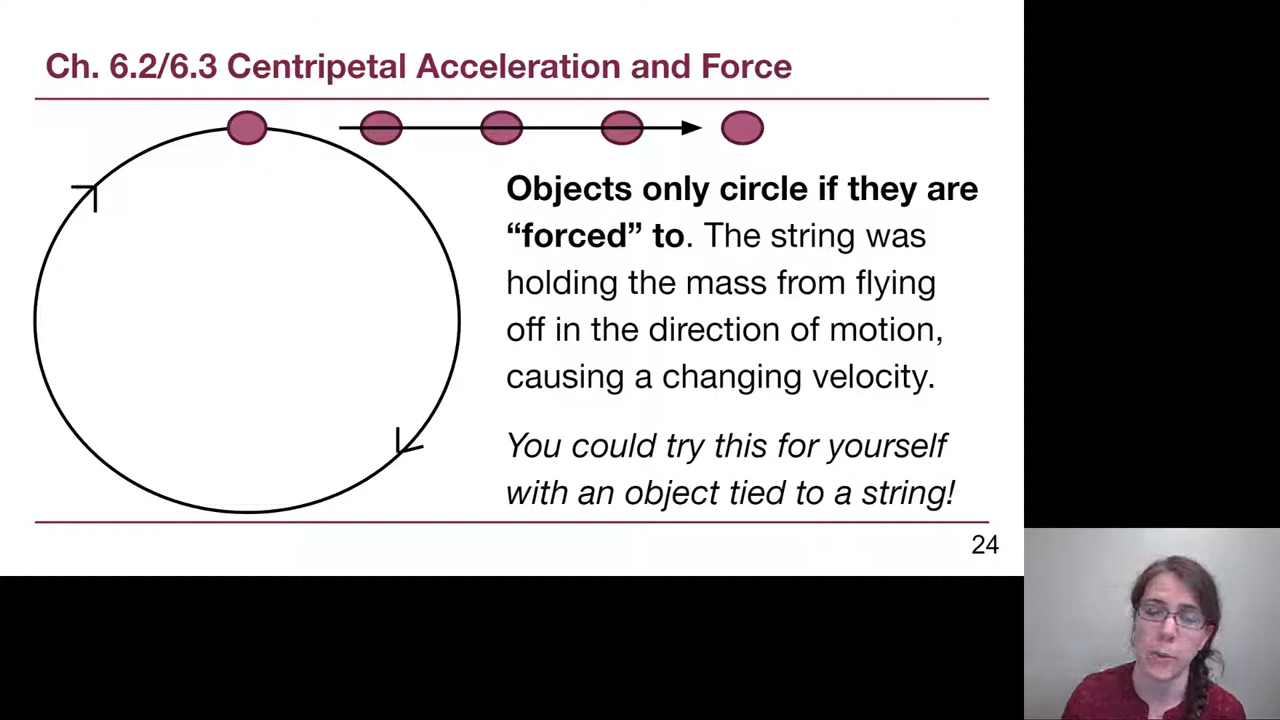 Ch. 6.2/6.3 Centripetal Acceleration and Force
Objects only circle if they are
“forced” to. The string was
holding the mass from flying
off in the direction of motion,
causing a changing velocity.
You could try this for yourself
with an object tied to a string!
24